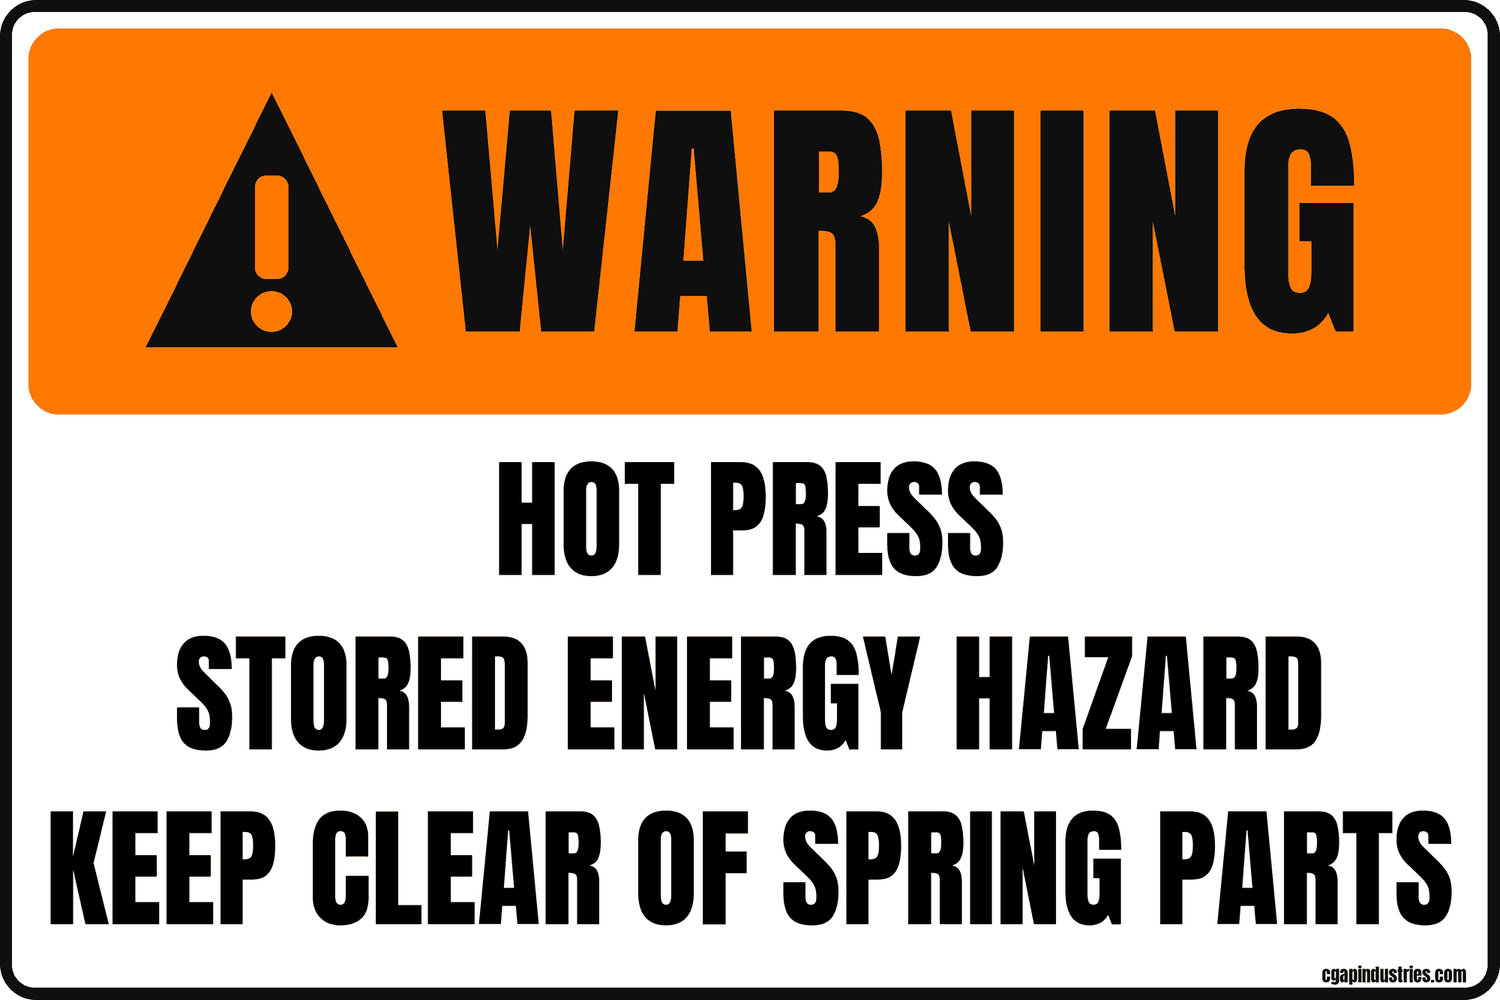 WARNING
HOT PRESS
STORED ENERGY HAZARD
KEEP CLEAR OF SPRING PARTS
cgapindustries.com